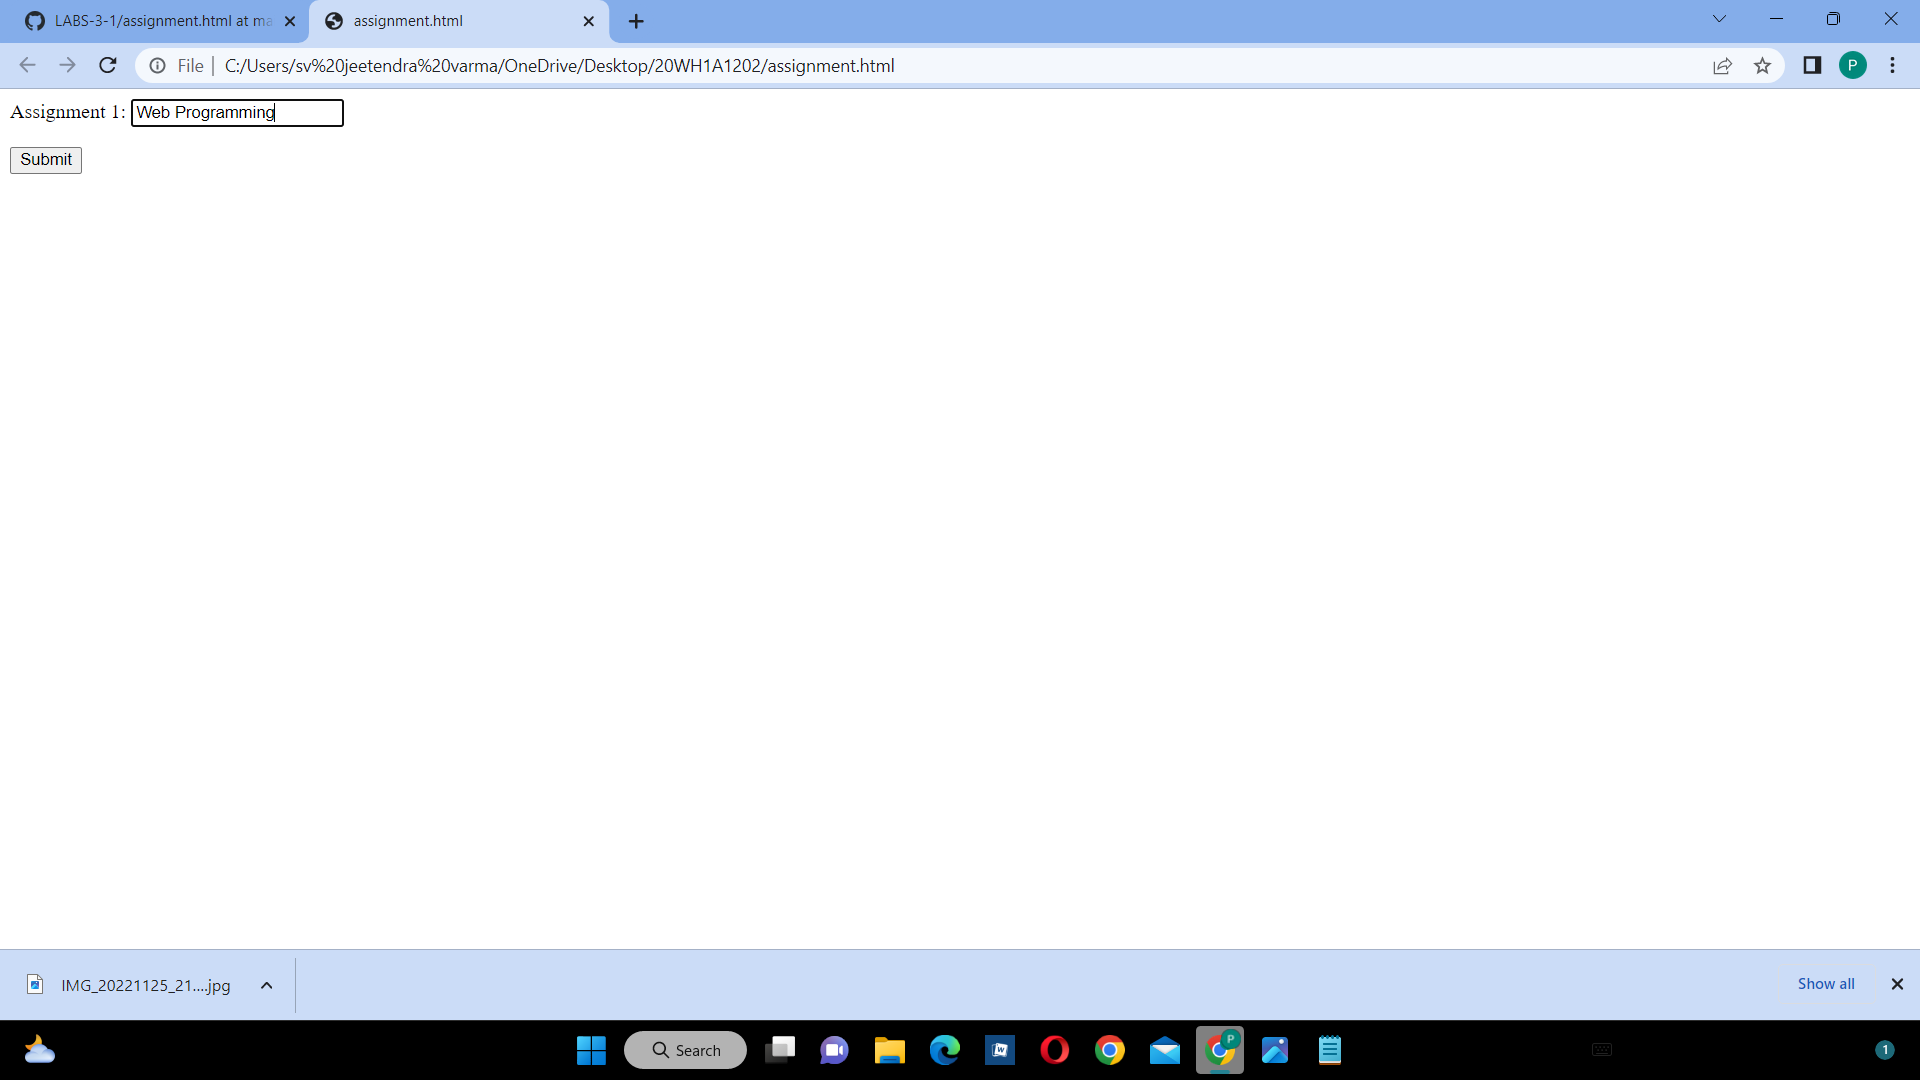 LABS-3-1/assignment.html at ma
assignment.html
File
C:/Users/sv%20jeetendra%20varma/OneDrive/Desktop/20WH1A1202/assignment.html
P
Assignment 1: Web Programming
Submit
IMG_20221125_21....jpg
Show all
Search
W
P
1